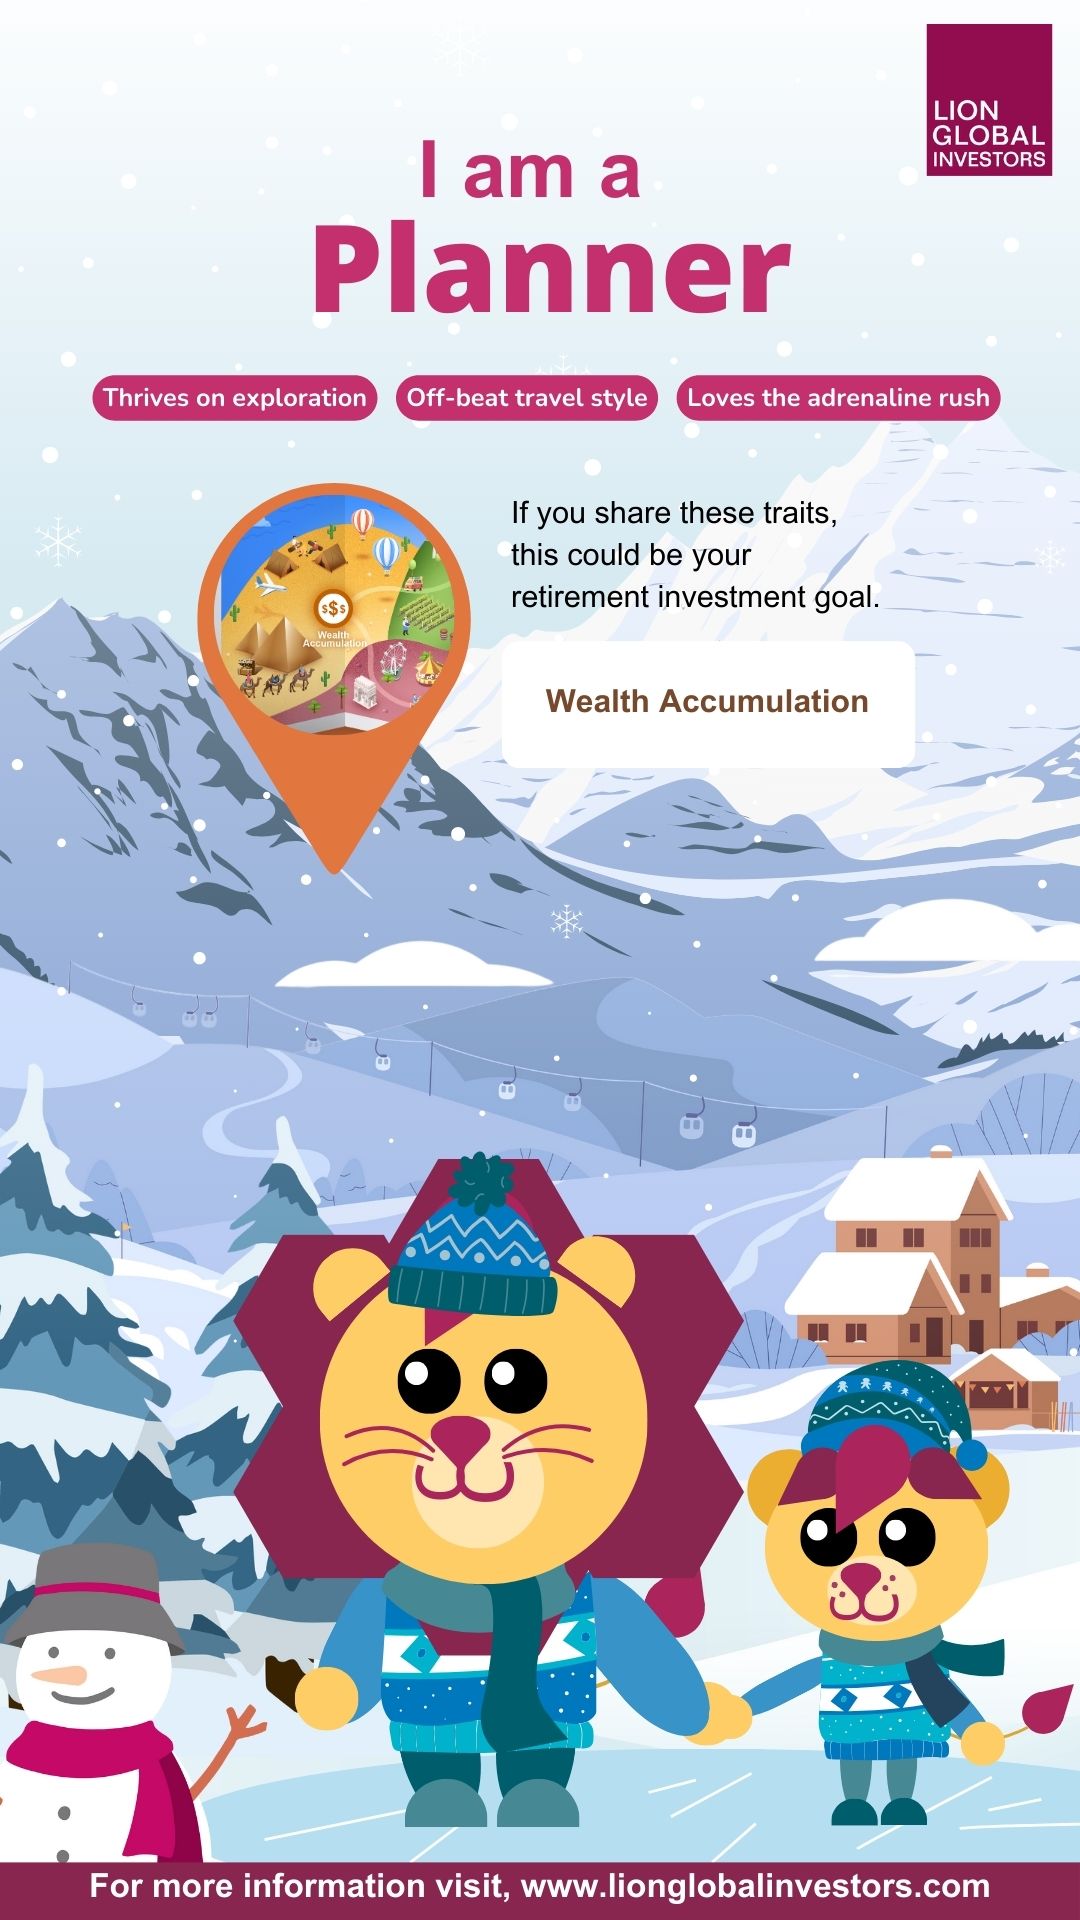 LION
GLOBAL
INVESTORS
I am a
Planner
Thrives on exploration
Off-beat travel style
Loves the adrenaline rush
If you share these traits,
this could be your
retirement investment goal.
$$$
Wealth
Accumulation
Wealth Accumulation
For more information visit, www.lionglobalinvestors.com